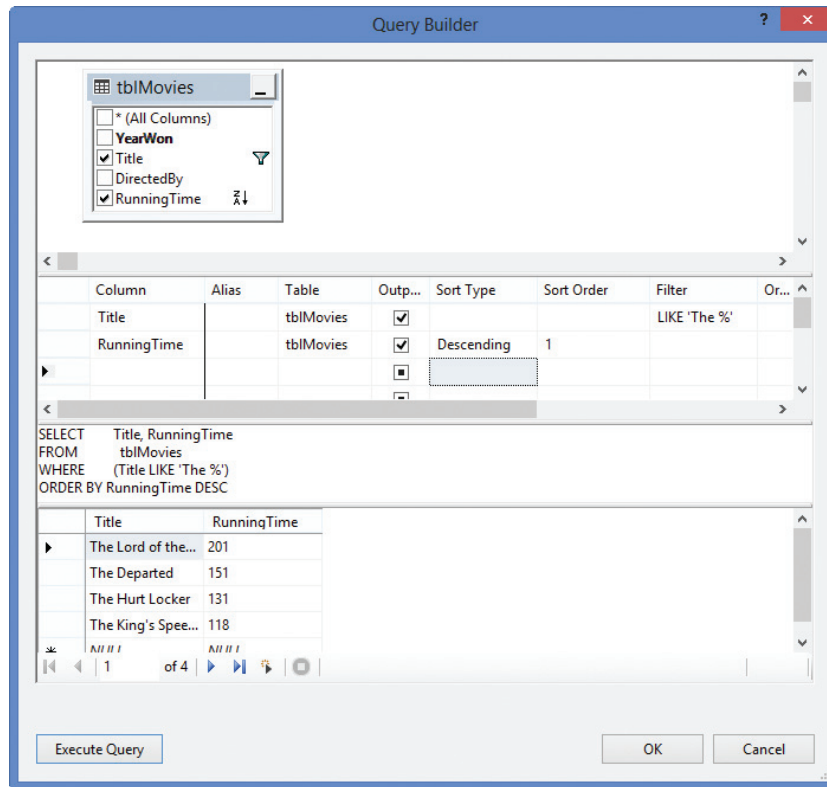 Query Builder
?
tblMovies
* (All Columns)
YearWon
Title
DirectedBy
RunningTime
Column Alias Table Outp... Sort Type Sort Order Filter Or...
Title tblMovies LIKE 'The %'
RunningTime tblMovies Descending 1
SELECT Title, RunningTime
FROM tblMovies
WHERE (Title LIKE 'The %')
ORDER BY RunningTime DESC
Title RunningTime
The Lord of the... 201
The Departed 151
The Hurt Locker 131
The King's Spee... 118
NULL NULL
1 of 4
Execute Query OK Cancel